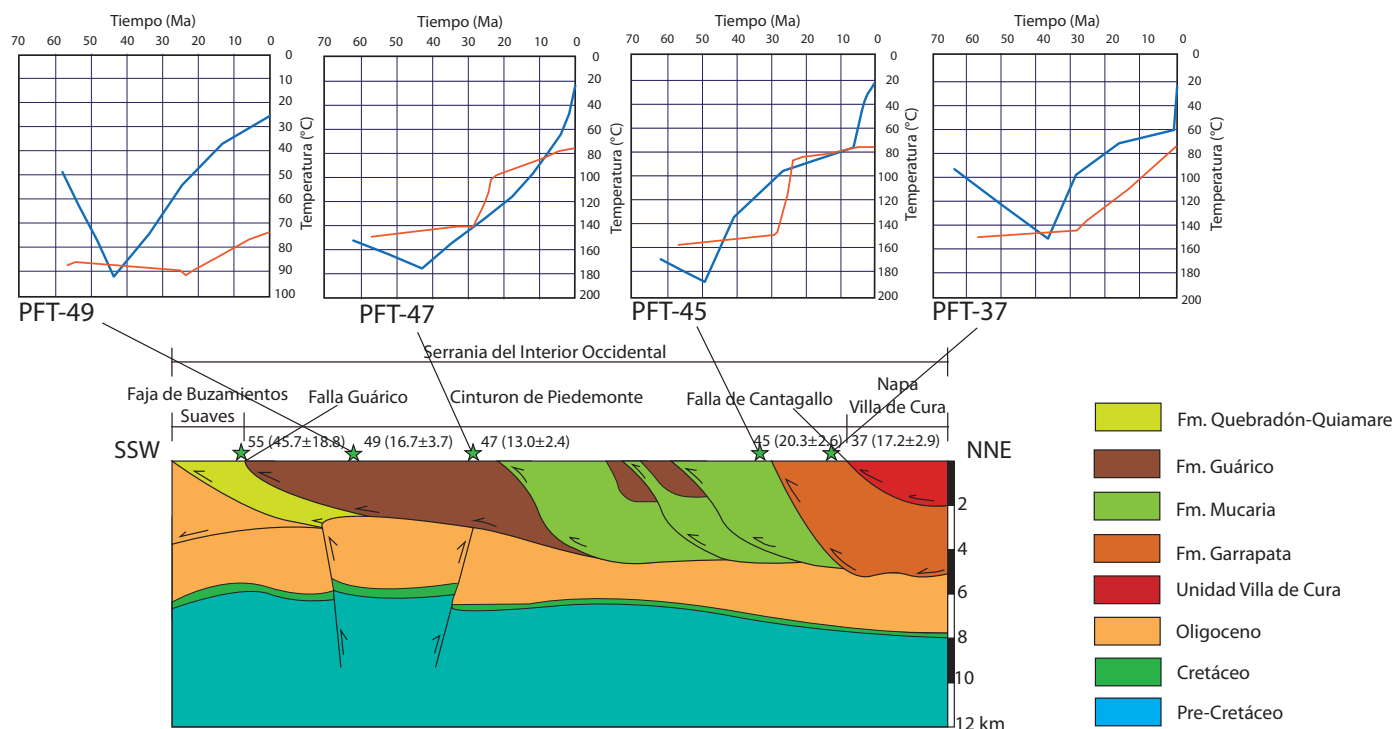 Tiempo (Ma)
70 60 50 40 30 20 10 0
0
10
20
30
40
50
60
70
80
90
100
Temperatura (°C)
PFT-49
Tiempo (Ma)
70 60 40 30 20 10 0
0
20
40
60
80
100
120
140
160
180
200
Temperatura (°C)
PFT-47
Tiempo (Ma)
70 60 50 40 30 20 10 0
0
20
40
60
80
100
120
140
160
180
200
Temperatura (°C)
PFT-45
Tiempo (Ma)
70 60 40 30 20 10 0
0
20
40
60
80
100
120
140
160
180
200
Temperatura (°C)
PFT-37
Serrania del Interior Occidental
Faja de Buzamientos
Suaves
Falla Guárico
Cinturon de Piedemonte
Falla de Cantagallo
Napa
Villa de Cura
SSW
55 (45.7±18.8)
49 (16.7±3.7)
47 (13.0±2.4)
45 (20.3±2.6)
37 (17.2±2.9)
NNE
2
4
6
8
10
12 km
Fm. Quebradón-Quiamare
Fm. Guárico
Fm. Mucaria
Fm. Garrapata
Unidad Villa de Cura
Oligoceno
Cretáceo
Pre-Cretáceo